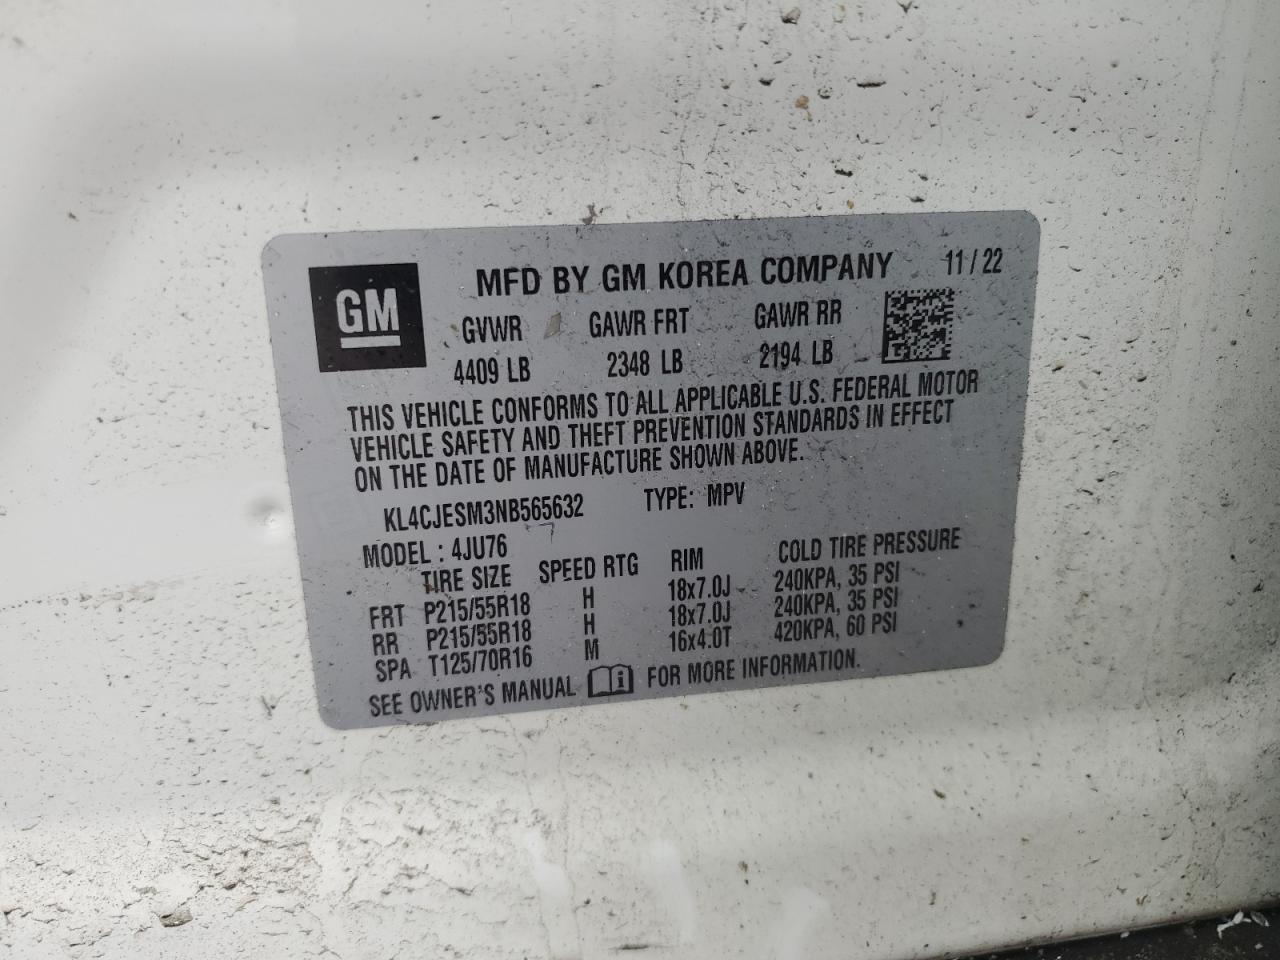 GM
MFD BY GM KOREA COMPANY 11/22
GVWR GAWR FRT GAWR RR
4409 LB 2348 LB 2194 LB
THIS VEHICLE CONFORMS TO ALL APPLICABLE U.S. FEDERAL MOTOR
VEHICLE SAFETY AND THEFT PREVENTION STANDARDS IN EFFECT
ON THE DATE OF MANUFACTURE SHOWN ABOVE.
KL4CJESM3NB565632 TYPE: MPV
MODEL : 4JU76
TIRE SIZE SPEED RTG RIM COLD TIRE PRESSURE
FRT P215/55R18 H 18x7.0J 240KPA, 35 PSI
RR P215/55R18 H 18x7.0J 240KPA, 35 PSI
SPA T125/70R16 M 16x4.0T 420KPA, 60 PSI
SEE OWNER'S MANUAL i FOR MORE INFORMATION.